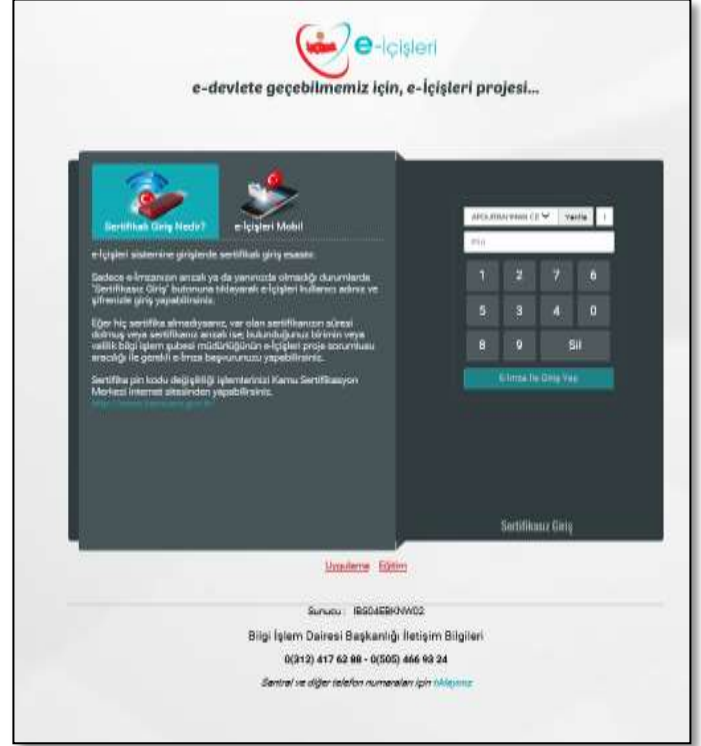 e-içişleri
e-devlete geçebilmemiz için, e-İçişleri projesi...
Sertifikalı Giriş Nedir?
e-İçişleri Mobil
e-İçişleri sistemine girişlerde sertifikalı giriş esastır.
Sadece e-İmzanızın arızalı ya da yanınızda olmadığı durumlarda
"Sertifikasız Giriş" butonuna tıklayarak e-İçişleri kullanıcı adınız ve
şifrenizle giriş yapabilirsiniz.
Eğer hiç sertifika almadıysanız, var olan sertifikanızın süresi
dolmuş veya sertifikanız arızalı ise; bulunduğunuz birimin veya
valilik bilgi işlem şubesi müdürlüğünün e-İçişleri proje sorumlusu
aracılığı ile gerekli e-İmza başvurunuzu yapabilirsiniz.
Sertifika pin kodu değişikliği işlemlerinizi Kamu Sertifikasyon
Merkezi internet sitesinden yapabilirsiniz.
Yenile
1 2 7 6
5 3 4 0
8 9 Sil
E-İmza İle Giriş Yap
Sertifikasız Giriş
Uygulama Eğitim
Sunucu : IBS04EBKNW02
Bilgi İşlem Dairesi Başkanlığı İletişim Bilgileri
0(312) 417 62 88 - 0(505) 466 93 24
Santral ve diğer telefon numaraları için tıklayınız